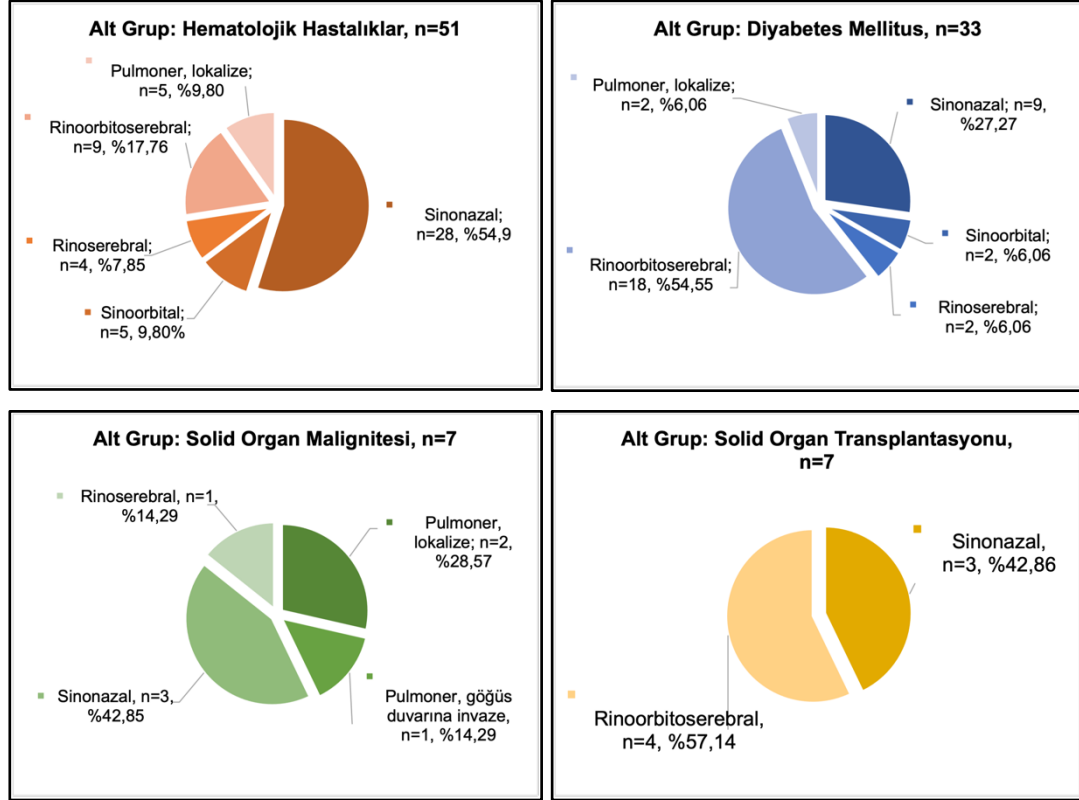 Alt Grup: Hematolojik Hastalıklar, n=51
Pulmoner, lokalize;
n=5, %9,80
Rinoorbitoserebral;
n=9, %17,76
Rinoserebral;
n=4, %7,85
Sinoorbital;
n=5, 9,80%
Sinonazal;
n=28, %54,9
Alt Grup: Diyabetes Mellitus, n=33
Pulmoner, lokalize;
n=2, %6,06
Sinonazal; n=9,
%27,27
Sinoorbital;
n=2, %6,06
Rinoserebral;
n=2, %6,06
Rinoorbitoserebral;
n=18, %54,55
Alt Grup: Solid Organ Malignitesi, n=7
Rinoserebral, n=1,
%14,29
Pulmoner,
lokalize; n=2,
%28,57
Sinonazal, n=3,
%42,85
Pulmoner, göğüs
duvarına invaze,
n=1, %14,29
Alt Grup: Solid Organ Transplantasyonu,
n=7
Sinonazal,
n=3, %42,86
Rinoorbitoserebral,
n=4, %57,14